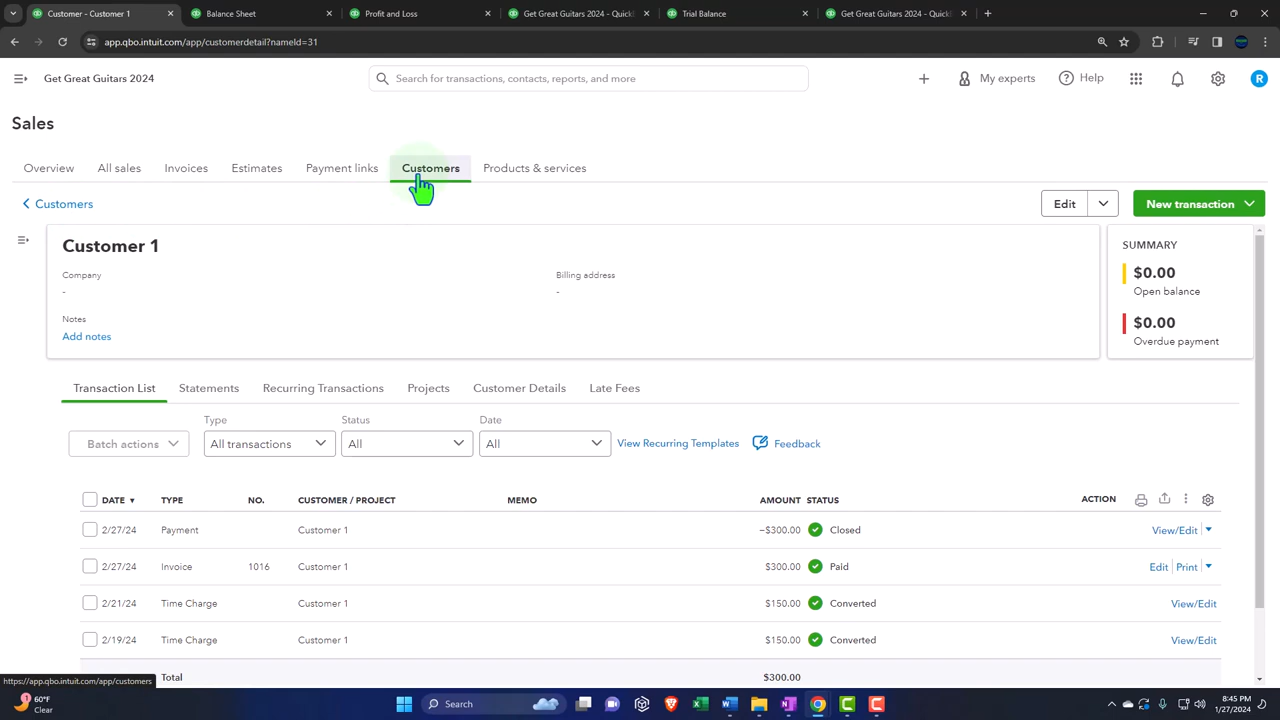 Customer 1 - Get Great Guitars
Balance Sheet
Profit and Loss
Get Great Guitars 2024 – Quick
Trial Balance
Get Great Guitars 2024 – Quick
app.qbo.intuit.com/app/customerdetail?nameId=31
Get Great Guitars 2024
Search for transactions, contacts, reports, and more
My experts
Help
R
Sales
Overview
All sales
Invoices
Estimates
Payment links
Customers
Products & services
Customers
Edit
New transaction
Customer 1
Company
-
Billing address
-
Notes
Add notes
SUMMARY
$0.00
Open balance
$0.00
Overdue payment
Transaction List
Statements
Recurring Transactions
Projects
Customer Details
Late Fees
Type
Status
Date
Batch actions
All transactions
All
All
View Recurring Templates
Feedback
DATE TYPE NO. CUSTOMER / PROJECT MEMO AMOUNT STATUS ACTION
2/27/24 Payment Customer 1 –$300.00 Closed View/Edit
2/27/24 Invoice 1016 Customer 1 $300.00 Paid Edit Print
2/21/24 Time Charge Customer 1 $150.00 Converted View/Edit
2/19/24 Time Charge Customer 1 $150.00 Converted View/Edit
Total $300.00
https://app.qbo.intuit.com/app/customers
60°F
Clear
Search
8:45 PM
1/27/2024